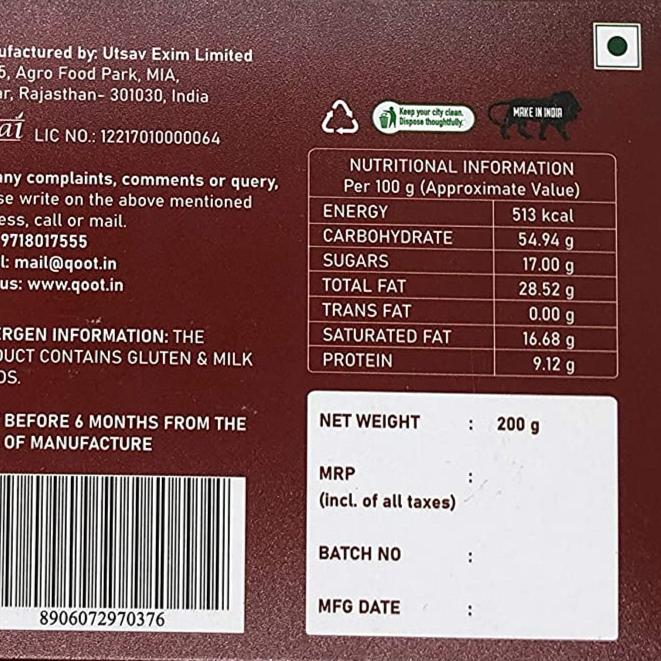 ufactured by: Utsav Exim Limited
5, Agro Food Park, MIA,
ar, Rajasthan- 301030, India
LIC NO.: 12217010000064
any complaints, comments or query,
se write on the above mentioned
ess, call or mail.
9718017555
l: mail@qoot.in
us: www.qoot.in
ERGEN INFORMATION: THE
DUCT CONTAINS GLUTEN & MILK
DS.
BEFORE 6 MONTHS FROM THE
OF MANUFACTURE
8906072970376
Keep your city clean.
Dispose thoughtfully.
MAKE IN INDIA
NUTRITIONAL INFORMATION
Per 100 g (Approximate Value)
ENERGY 513 kcal
CARBOHYDRATE 54.94 g
SUGARS 17.00 g
TOTAL FAT 28.52 g
TRANS FAT 0.00 g
SATURATED FAT 16.68 g
PROTEIN 9.12 g
NET WEIGHT : 200 g
MRP :
(incl. of all taxes)
BATCH NO :
MFG DATE :